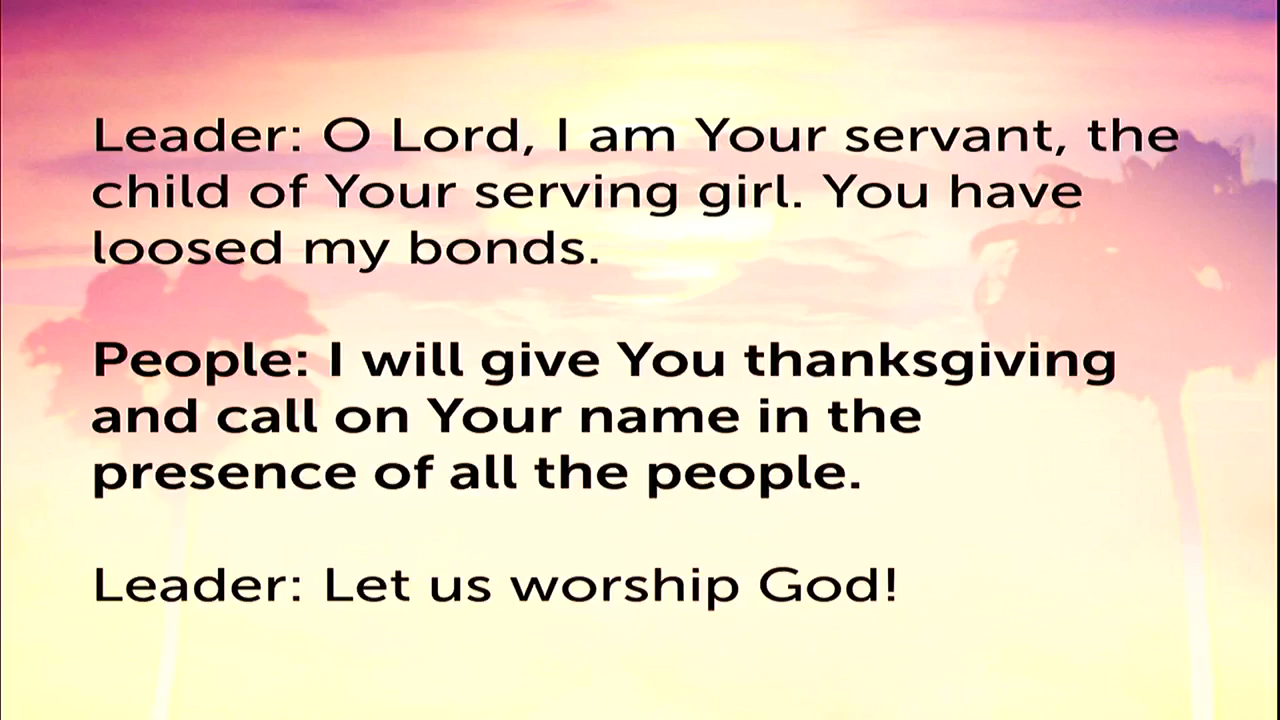 Leader: O Lord, I am Your servant, the
child of Your serving girl. You have
loosed my bonds.
People: I will give You thanksgiving
and call on Your name in the
presence of all the people.
Leader: Let us worship God!